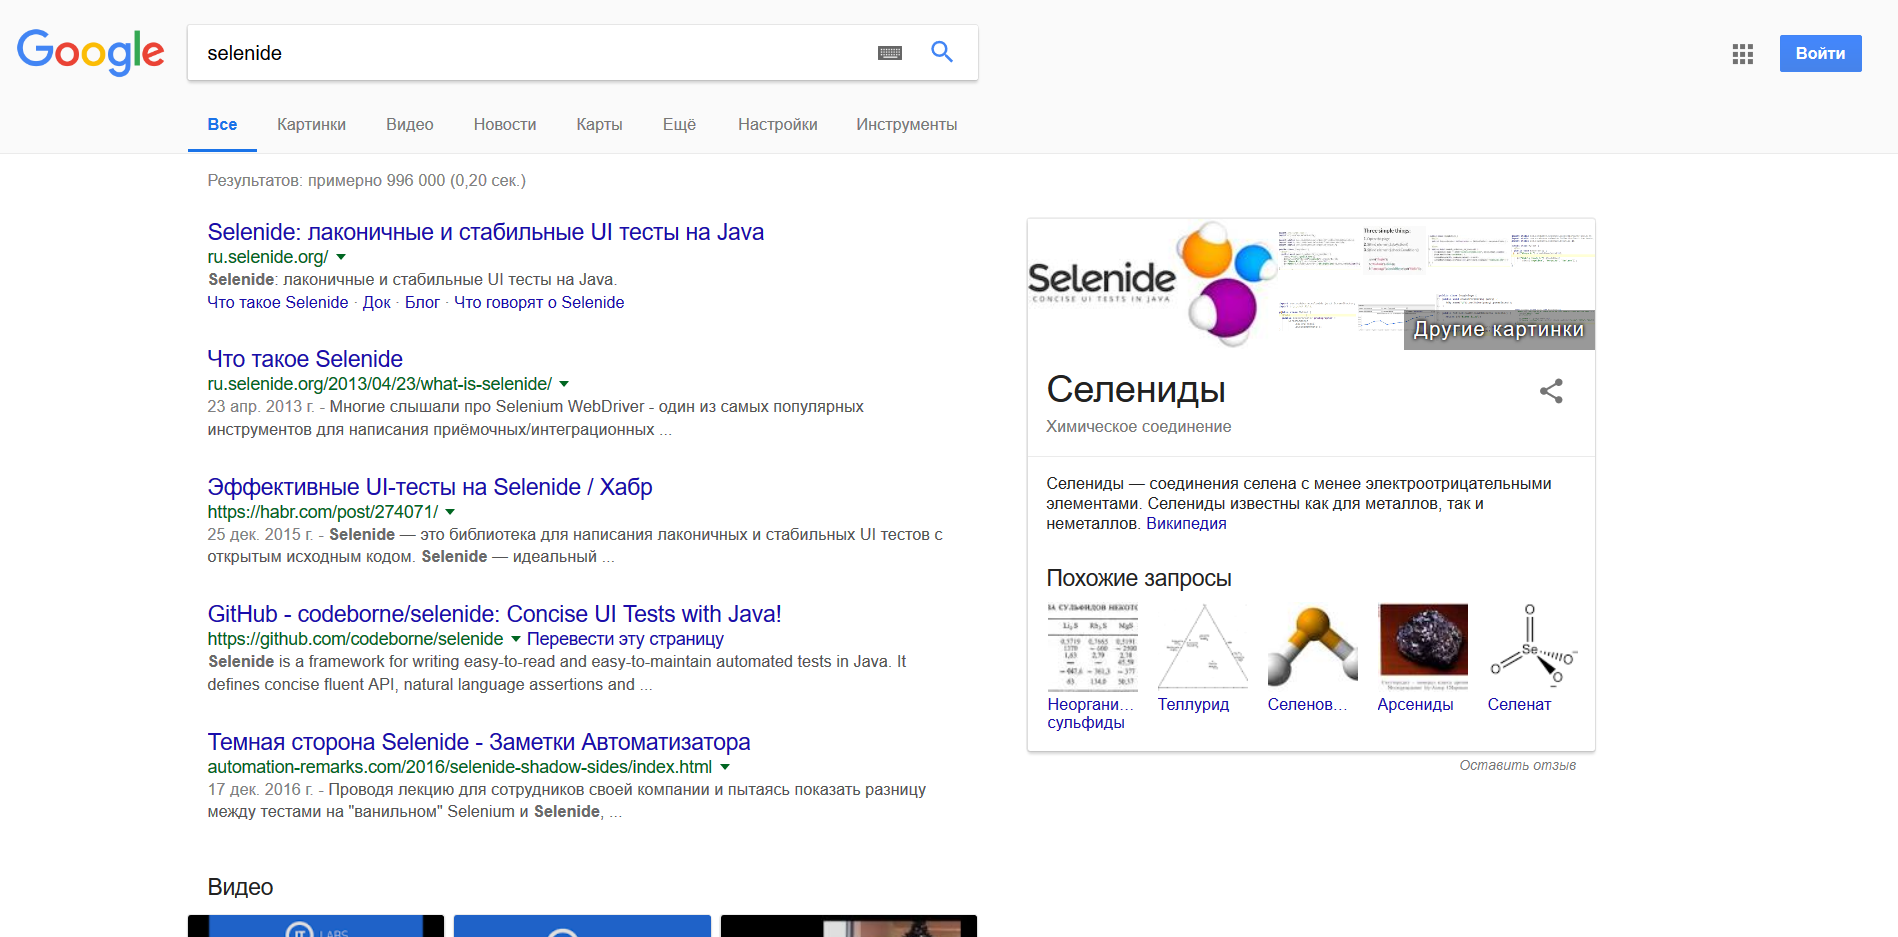 Google
selenide
Войти
Все Картинки Видео Новости Карты Ещё Настройки Инструменты
Результатов: примерно 996 000 (0,20 сек.)
Selenide: лаконичные и стабильные UI тесты на Java
ru.selenide.org/
Selenide: лаконичные и стабильные UI тесты на Java.
Что такое Selenide · Док · Блог · Что говорят о Selenide
Что такое Selenide
ru.selenide.org/2013/04/23/what-is-selenide/
23 апр. 2013 г. - Многие слышали про Selenium WebDriver - один из самых популярных
инструментов для написания приёмочных/интеграционных ...
Эффективные UI-тесты на Selenide / Хабр
https://habr.com/post/274071/
25 дек. 2015 г. - Selenide — это библиотека для написания лаконичных и стабильных UI тестов с
открытым исходным кодом. Selenide — идеальный ...
GitHub - codeborne/selenide: Concise UI Tests with Java!
https://github.com/codeborne/selenide Перевести эту страницу
Selenide is a framework for writing easy-to-read and easy-to-maintain automated tests in Java. It
defines concise fluent API, natural language assertions and ...
Темная сторона Selenide - Заметки Автоматизатора
automation-remarks.com/2016/selenide-shadow-sides/index.html
17 дек. 2016 г. - Проводя лекцию для сотрудников своей компании и пытаясь показать разницу
между тестами на "ванильном" Selenium и Selenide, ...
Видео
IT LABS
Selenide
CONCISE UI TESTS IN JAVA
Three simple things:
Другие картинки
Селениды
Химическое соединение
Селениды — соединения селена с менее электроотрицательными
элементами. Селениды известны как для металлов, так и
неметаллов. Википедия
Похожие запросы
Неоргани...
сульфиды
Теллурид
Селенов...
Арсениды
Селенат
Оставить отзыв